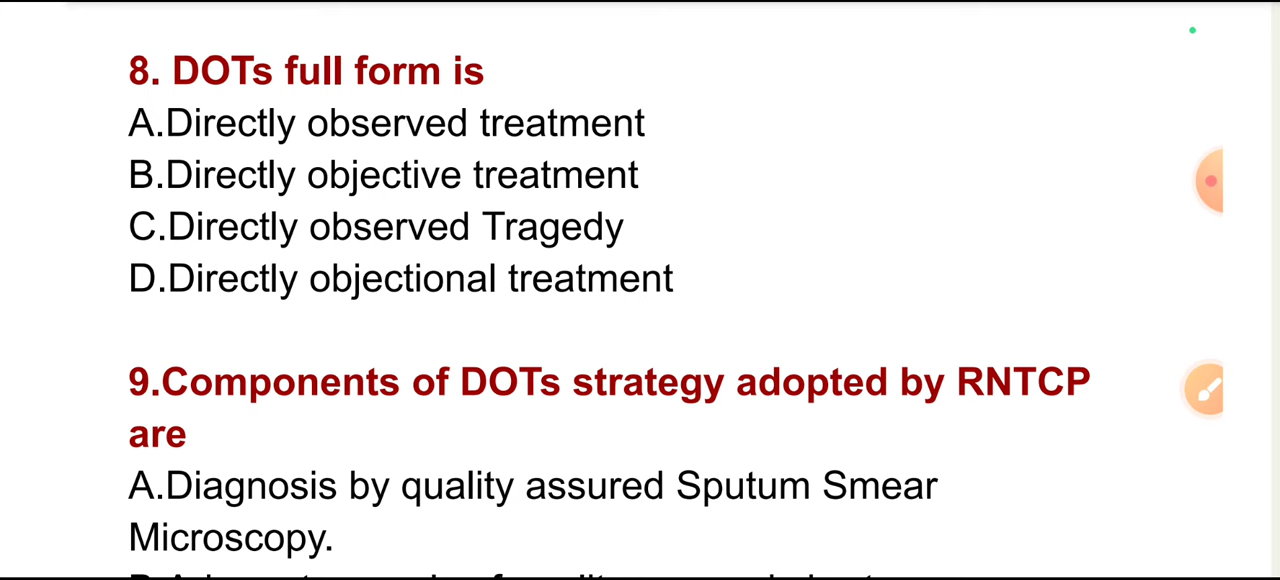 8. DOTs full form is
A.Directly observed treatment
B.Directly objective treatment
C.Directly observed Tragedy
D.Directly objectional treatment
9.Components of DOTs strategy adopted by RNTCP
are
A.Diagnosis by quality assured Sputum Smear
Microscopy.